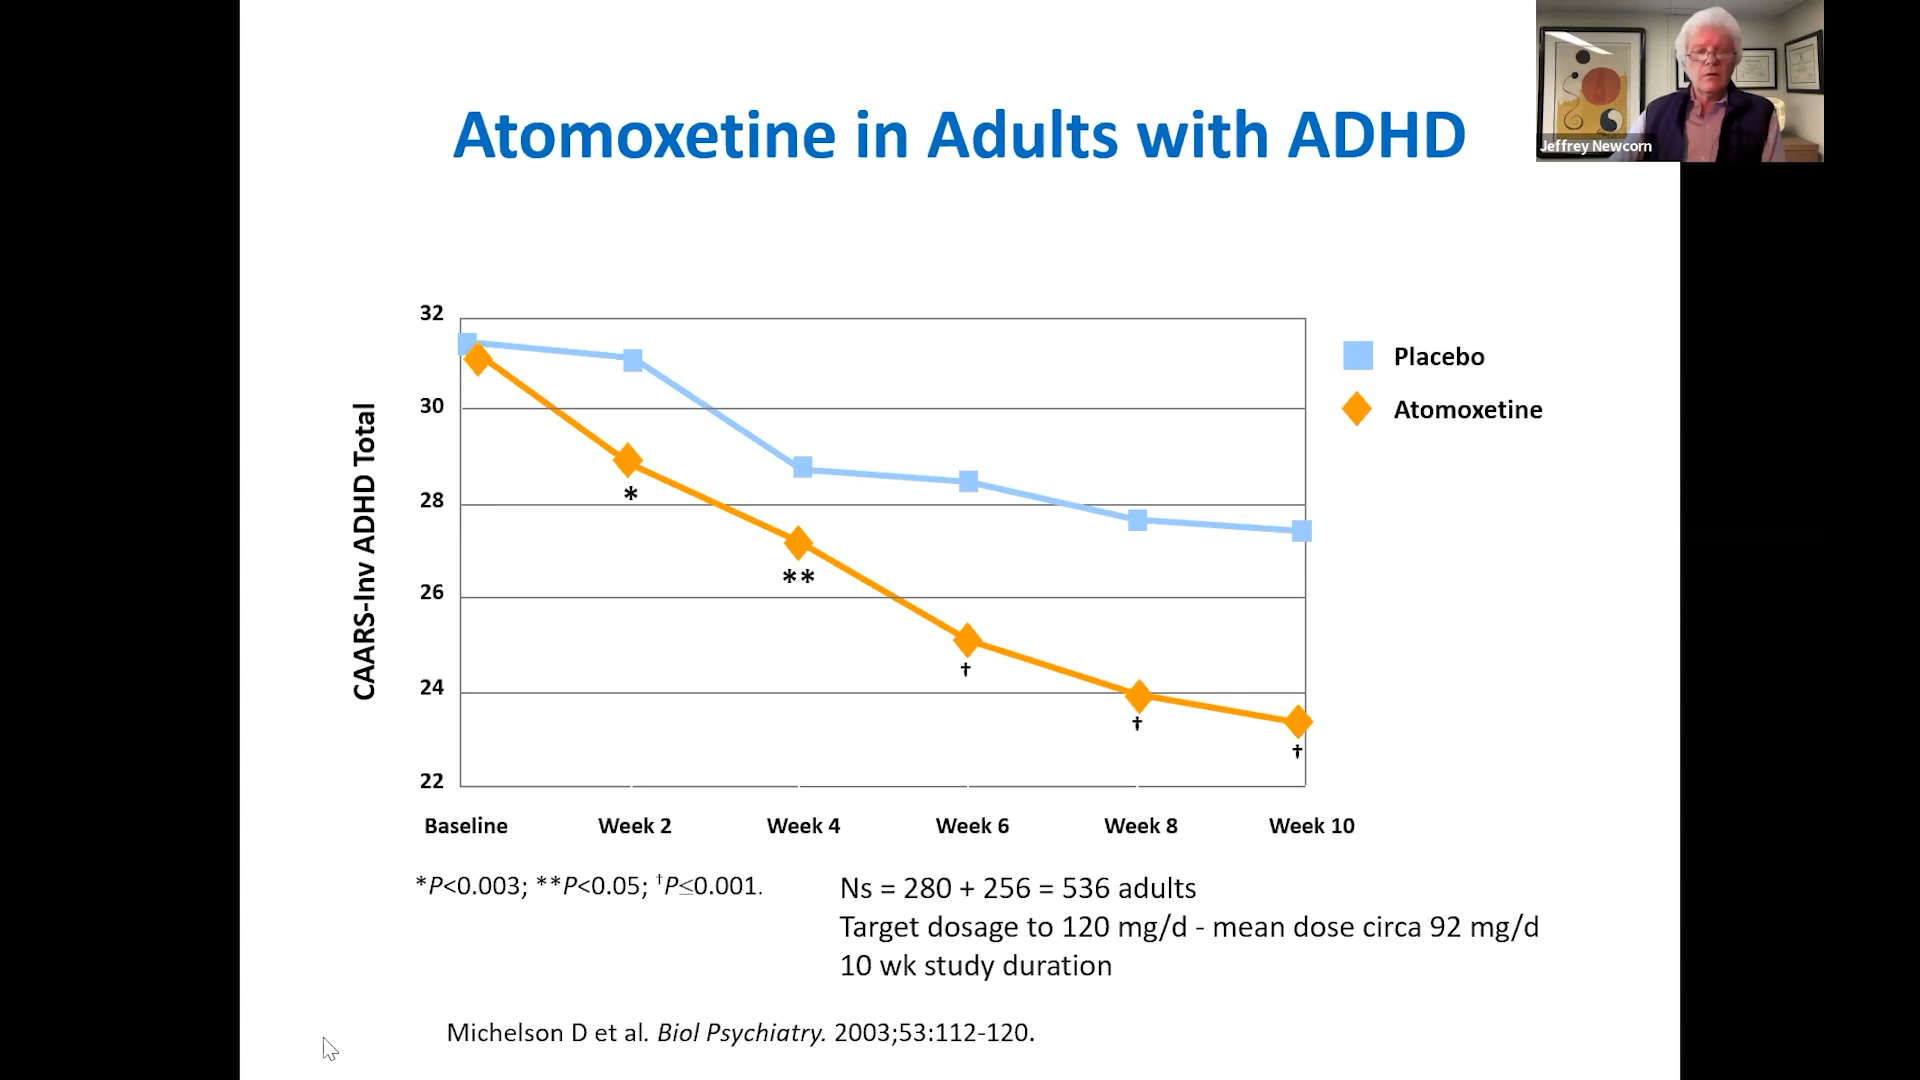 Atomoxetine in Adults with ADHD
Jeffrey Newcorn
CAARS-Inv ADHD Total
32
30
28
26
24
22
Placebo
Atomoxetine
*
**
†
†
†
Baseline Week 2 Week 4 Week 6 Week 8 Week 10
*P<0.003; **P<0.05; †P≤0.001.
Ns = 280 + 256 = 536 adults
Target dosage to 120 mg/d - mean dose circa 92 mg/d
10 wk study duration
Michelson D et al. Biol Psychiatry. 2003;53:112-120.